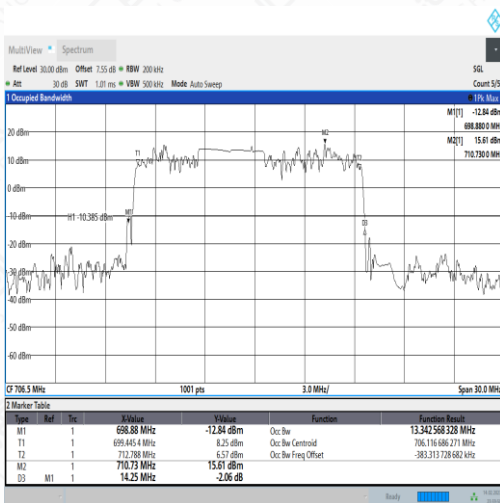 MultiView Spectrum
Ref Level 30.00 dBm Offset 7.55 dB RBW 200 kHz SGL
Att 30 dB SWT 1.01 ms VBW 500 kHz Mode Auto Sweep Count 5/5
1 Occupied Bandwidth 1Pk Max
M1[1] -12.84 dBm
698.8800 MH
M2[1] 15.61 dBm
710.7300 MH
20 dBm
M2
T1
T2
10 dBm
0 dBm
-10 dBm
H1 -10.385 dBm
M1
D3
-20 dBm
-30 dBm
-40 dBm
-50 dBm
-60 dBm
CF 706.5 MHz 1001 pts 3.0 MHz/ Span 30.0 MHz
2 Marker Table
Type Ref Trc X-Value Y-Value Function Function Result
M1 1 698.88 MHz -12.84 dBm Occ Bw 13.342 568 328 MHz
T1 1 699.445 4 MHz 8.25 dBm Occ Bw Centroid 706.116 686 271 MHz
T2 1 712.788 MHz 6.57 dBm Occ Bw Freq Offset -383.313 728 682 kHz
M2 1 710.73 MHz 15.61 dBm
D3 M1 1 14.25 MHz -2.06 dB
Ready